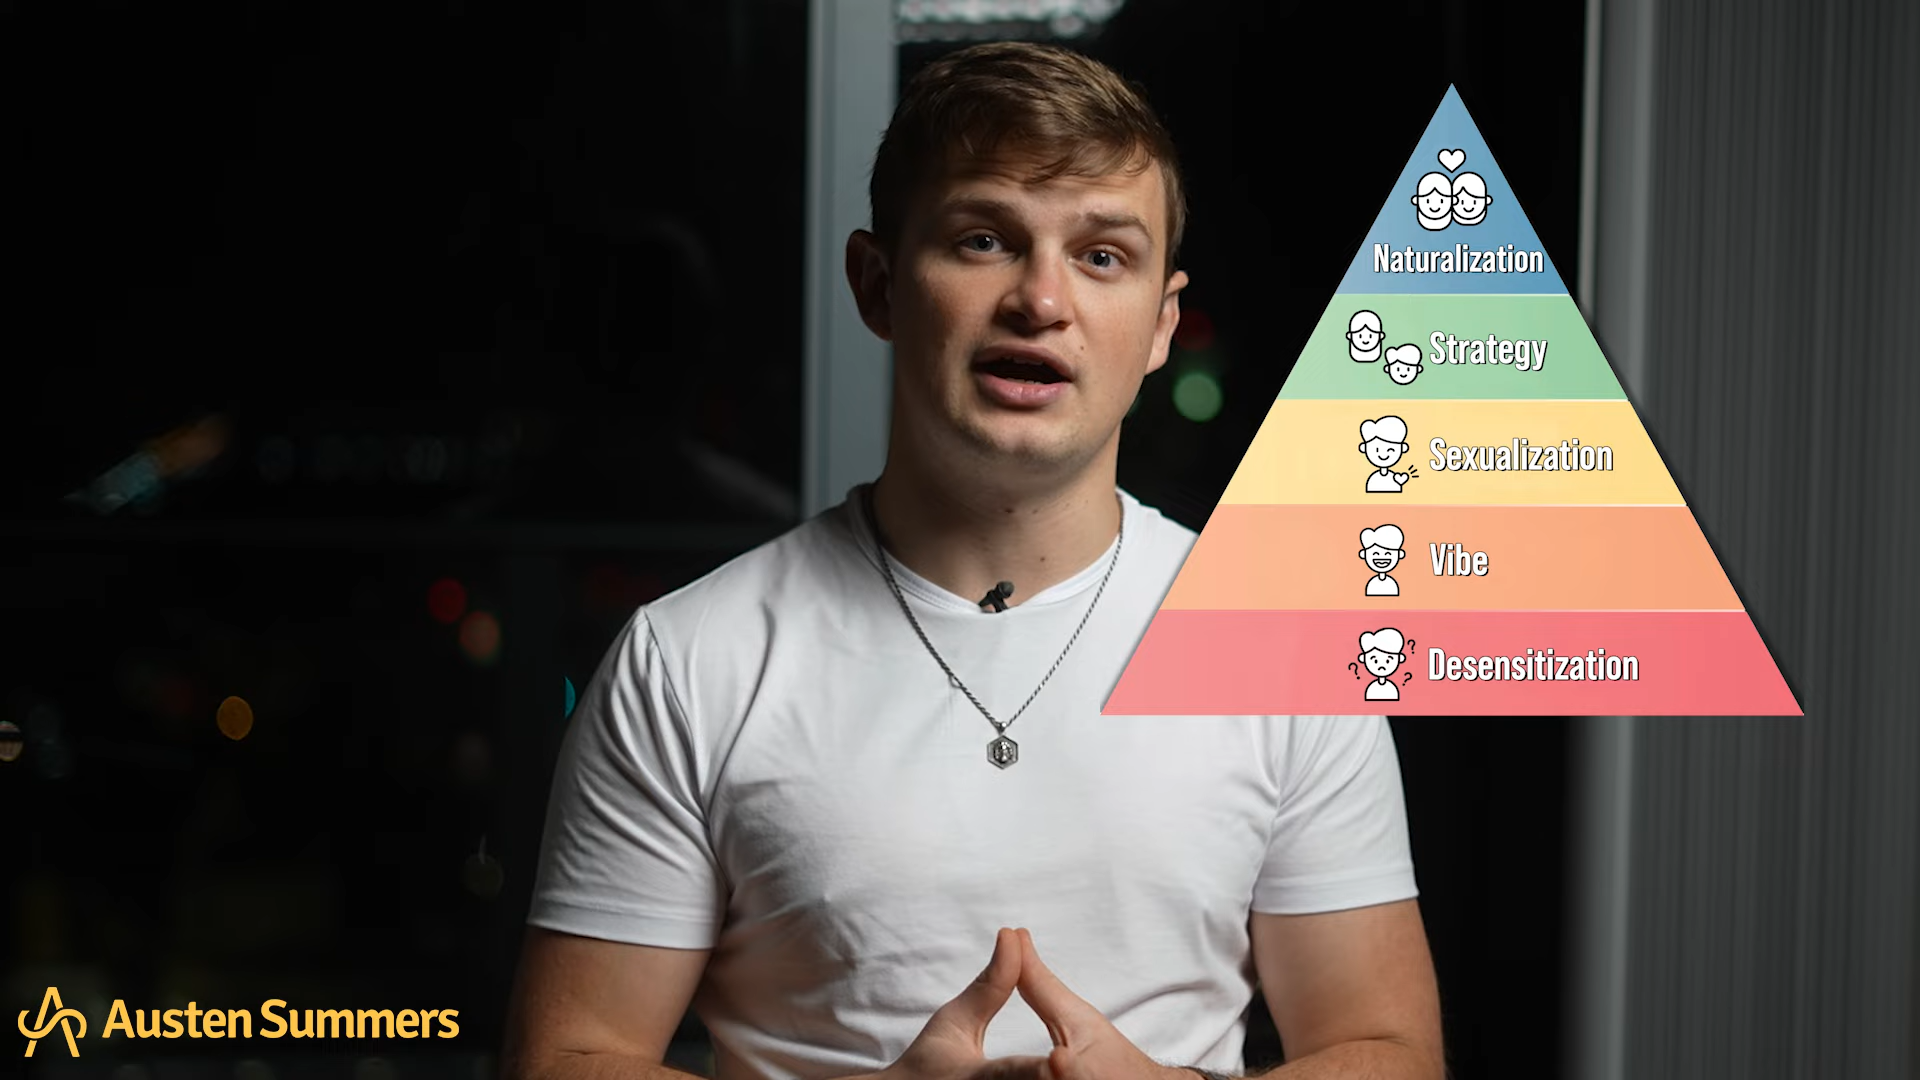 Naturalization
Strategy
Sexualization
Vibe
Desensitization
Austen Summers